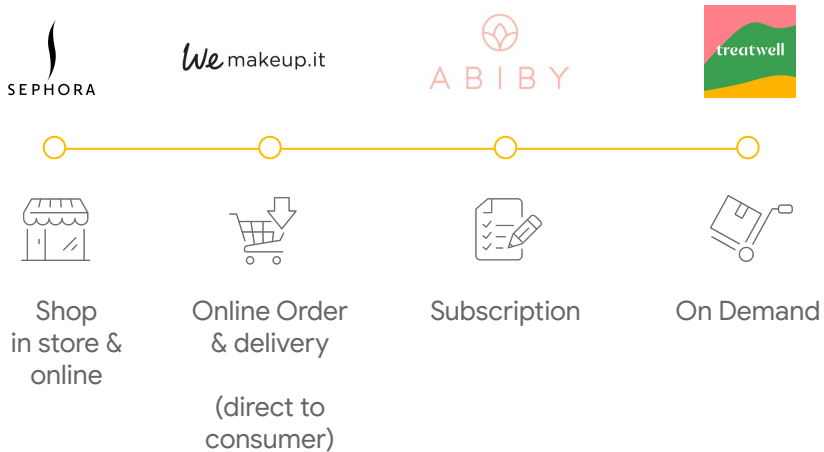 SEPHORA
We makeup.it
ABIBY
treatwell
Shop
in store &
online
Online Order
& delivery
(direct to
consumer)
Subscription
On Demand